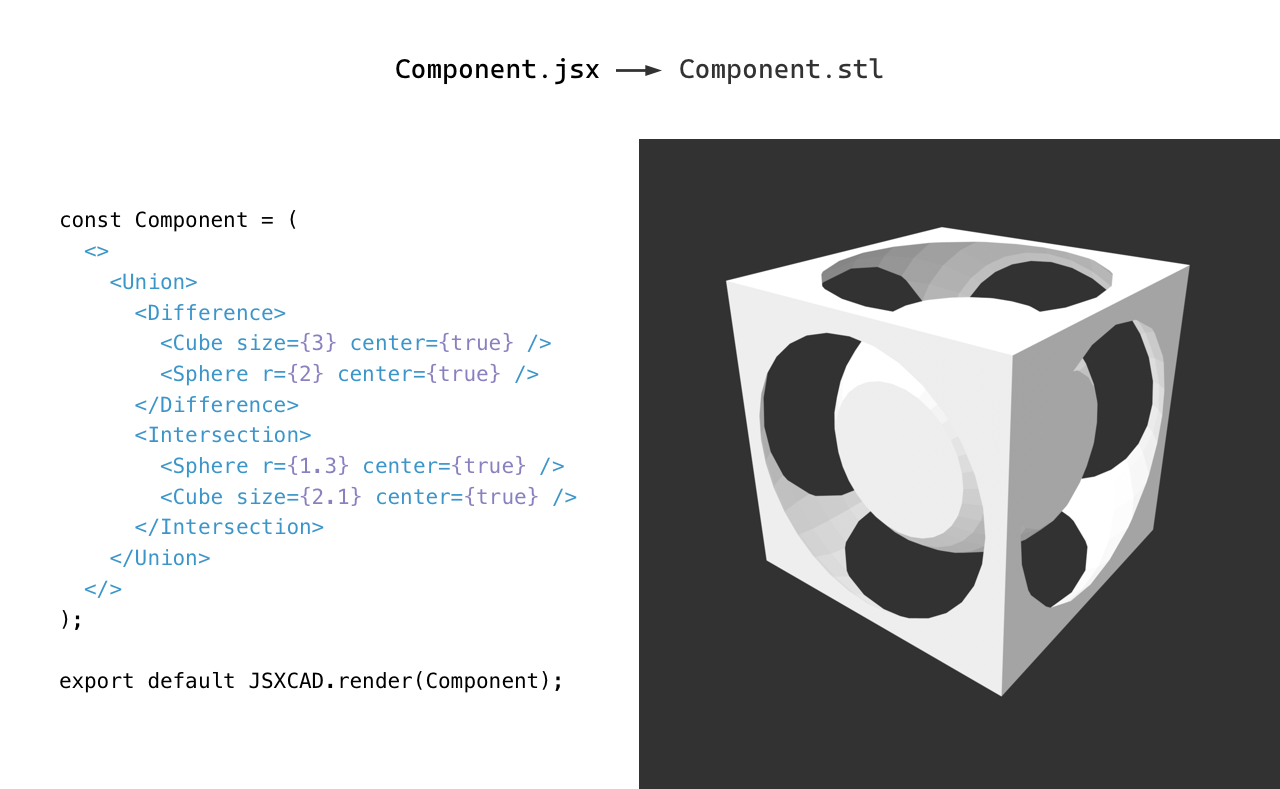 Component.jsx → Component.stl
const Component = (
  <>
    <Union>
      <Difference>
        <Cube size={3} center={true} />
        <Sphere r={2} center={true} />
      </Difference>
      <Intersection>
        <Sphere r={1.3} center={true} />
        <Cube size={2.1} center={true} />
      </Intersection>
    </Union>
  </>
);
export default JSXCAD.render(Component);